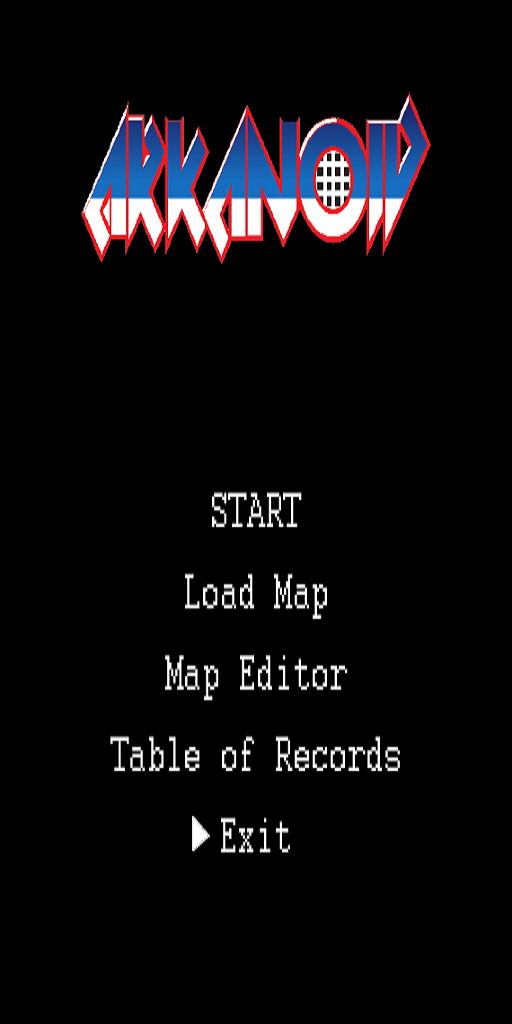 ARKANOID
START
Load Map
Map Editor
Table of Records
Exit